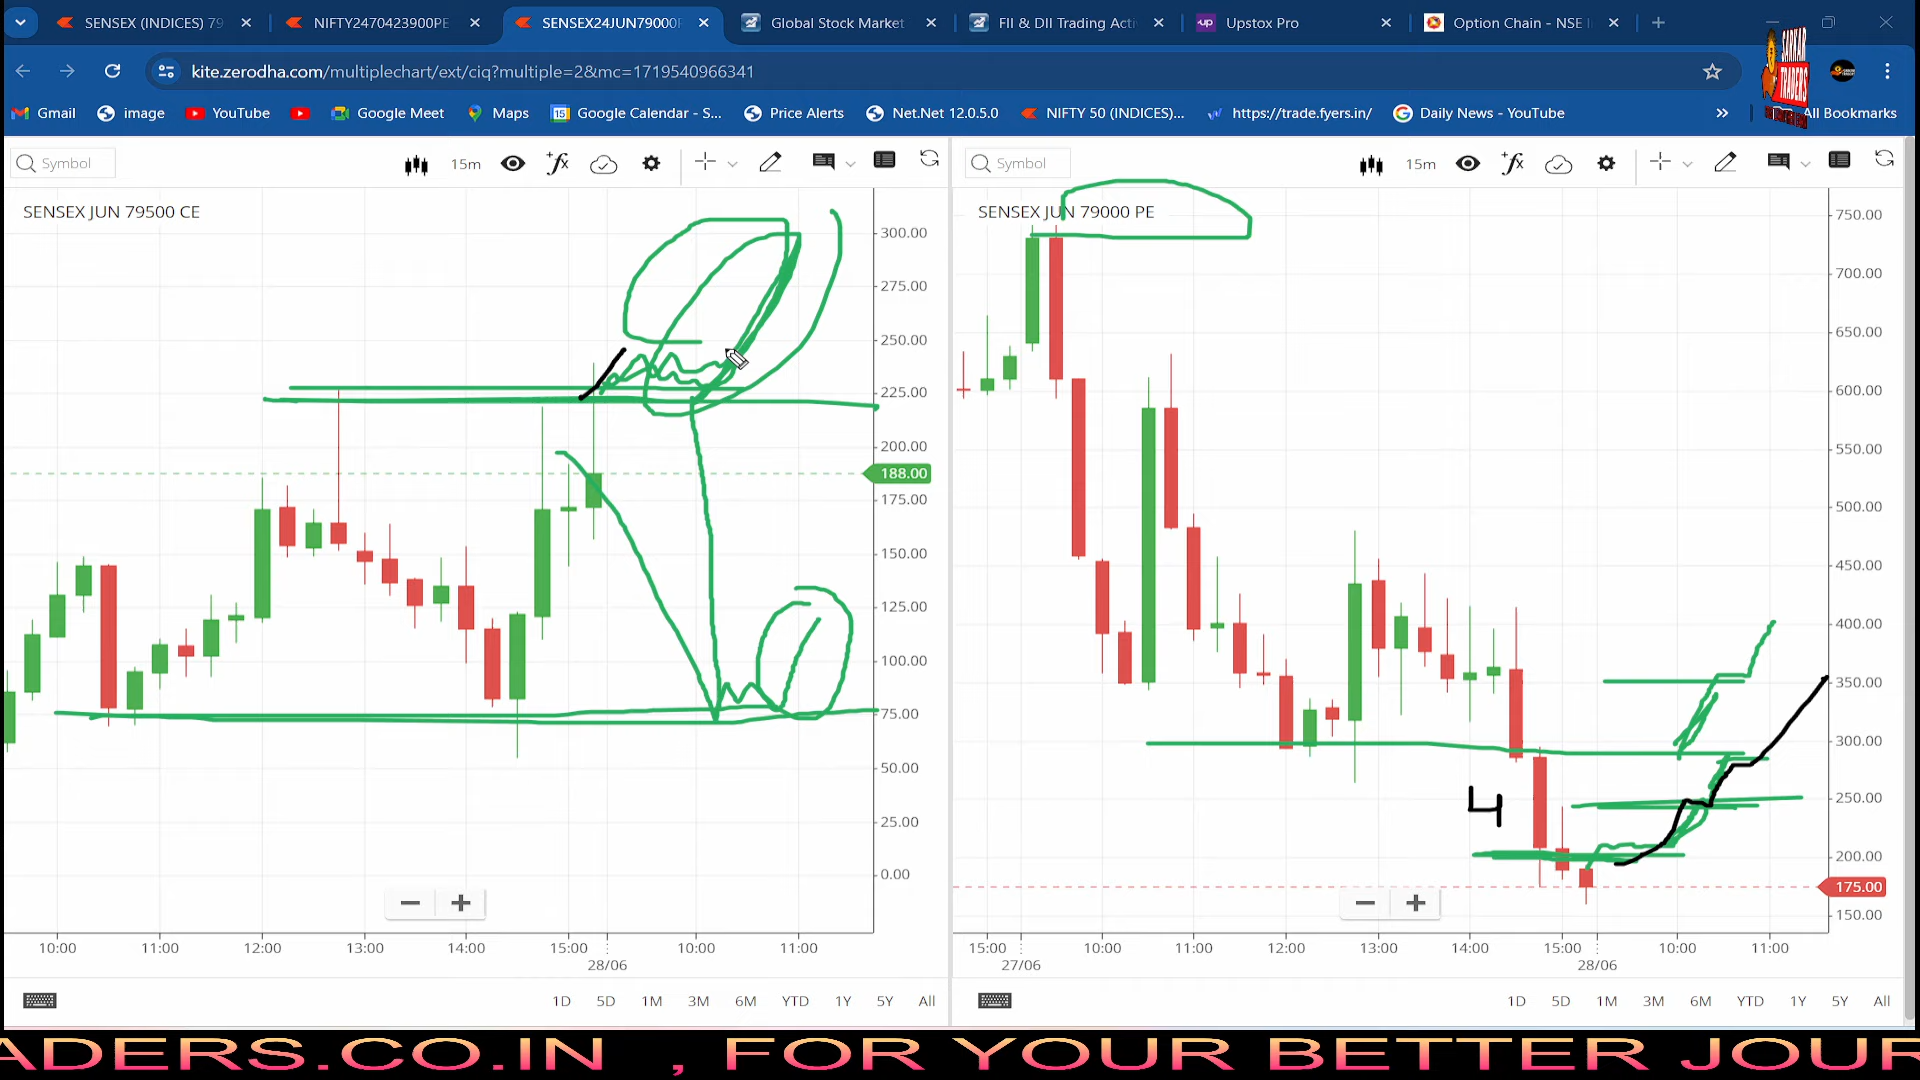 SENSEX (INDICES) 79
NIFTY2470423900PE
SENSEX24JUN79000P
Global Stock Market
FII & DII Trading Acti
up Upstox Pro
Option Chain - NSE I
kite.zerodha.com/multiplechart/ext/ciq?multiple=2&mc=1719540966341
SARKAR
TRADERS
Gmail
image
YouTube
Google Meet
Maps
31 Google Calendar - S...
Price Alerts
Net.Net 12.0.5.0
NIFTY 50 (INDICES)...
https://trade.fyers.in/
Daily News - YouTube
»
All Bookmarks
Symbol
15m
Symbol
15m
SENSEX JUN 79500 CE
300.00
275.00
250.00
225.00
200.00
188.00
175.00
150.00
125.00
100.00
75.00
50.00
25.00
0.00
10:00 11:00 12:00 13:00 14:00 15:00 10:00 11:00
28/06
1D 5D 1M 3M 6M YTD 1Y 5Y All
SENSEX JUN 79000 PE
750.00
700.00
650.00
600.00
550.00
500.00
450.00
400.00
350.00
300.00
250.00
200.00
175.00
150.00
4
15:00 10:00 11:00 12:00 13:00 14:00 15:00 10:00 11:00
27/06 28/06
1D 5D 1M 3M 6M YTD 1Y 5Y All
ADERS.CO.IN , FOR YOUR BETTER JOUR